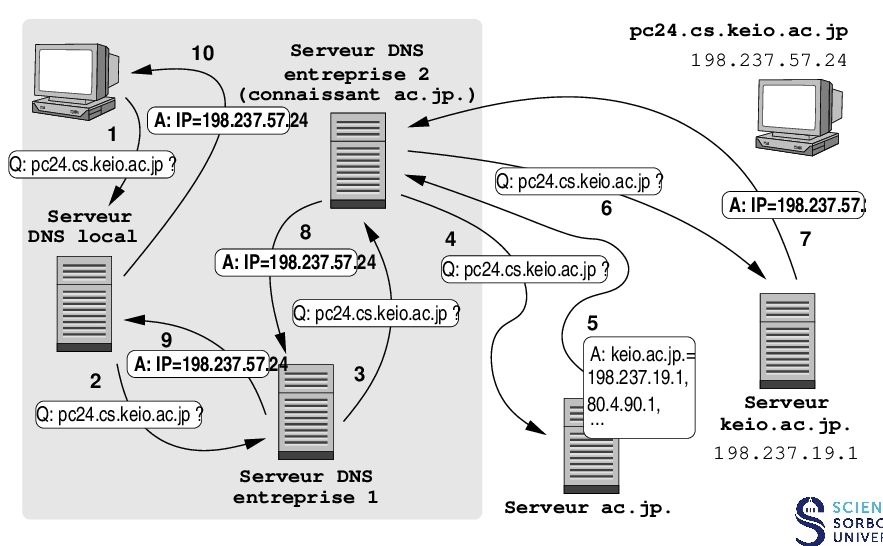 10
Serveur DNS
entreprise 2
(connaissant ac.jp.)
pc24.cs.keio.ac.jp
198.237.57.24
1
A: IP=198.237.57.24
Q: pc24.cs.keio.ac.jp ?
Q: pc24.cs.keio.ac.jp ?
6
A: IP=198.237.57.
7
Serveur
DNS local
8
A: IP=198.237.57.24
4
Q: pc24.cs.keio.ac.jp ?
Q: pc24.cs.keio.ac.jp ?
9
A: IP=198.237.57.24
3
5
A: keio.ac.jp.=
198.237.19.1,
80.4.90.1,
...
2
Q: pc24.cs.keio.ac.jp ?
Serveur DNS
entreprise 1
Serveur ac.jp.
Serveur
keio.ac.jp.
198.237.19.1
SCIEN
SORBO
UNIVER